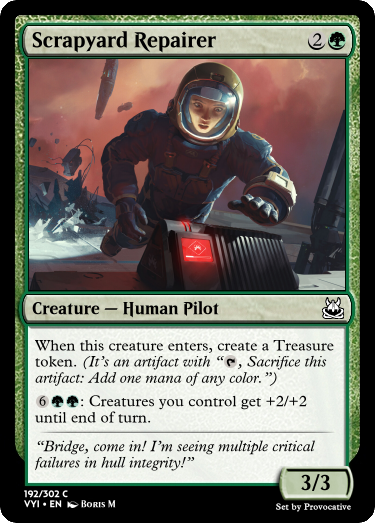 Scrapyard Repairer 2
Creature — Human Pilot
When this creature enters, create a Treasure
token. (It's an artifact with “, Sacrifice this
artifact: Add one mana of any color.”)
6: Creatures you control get +2/+2
until end of turn.
“Bridge, come in! I'm seeing multiple critical
failures in hull integrity!”
3/3
192/302 C
VYI • EN Boris M
Set by Provocative